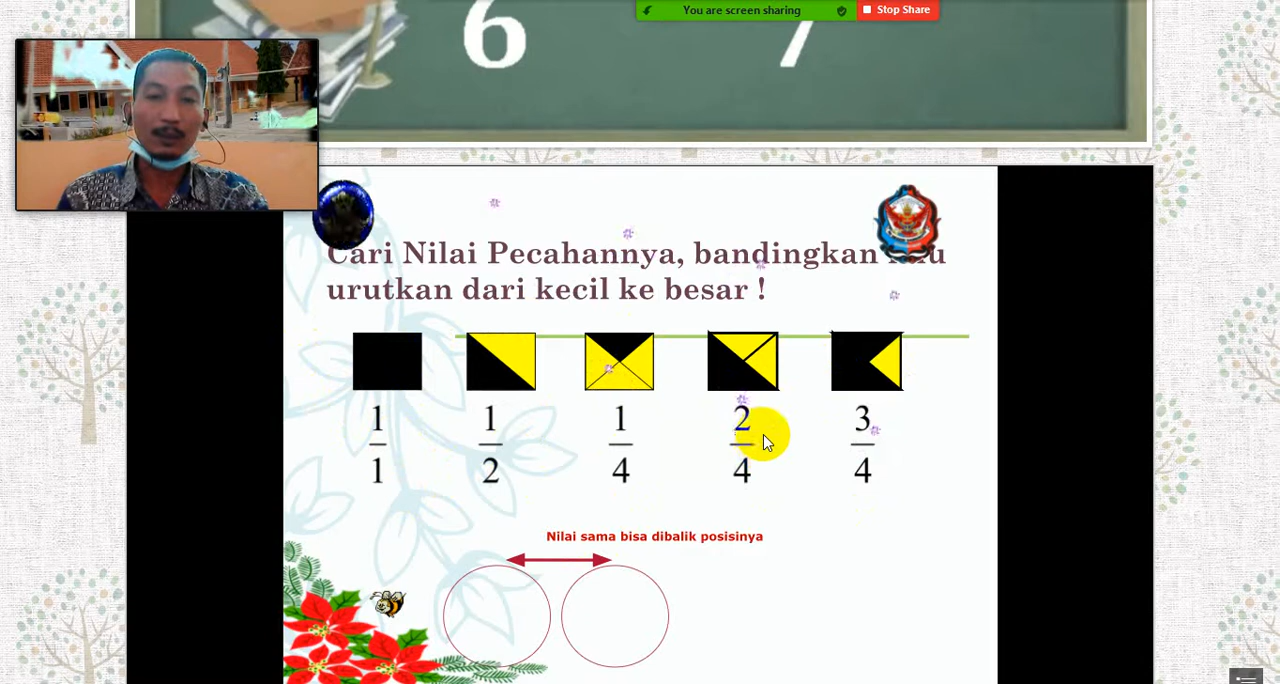 You are screen sharing
Stop Share
6 7
Cari Nilai Pecahannya, bandingkan
urutkan dari kecil ke besar !
1 1 1 2 3
1 2 4 4 4
Nilai sama bisa dibalik posisinya